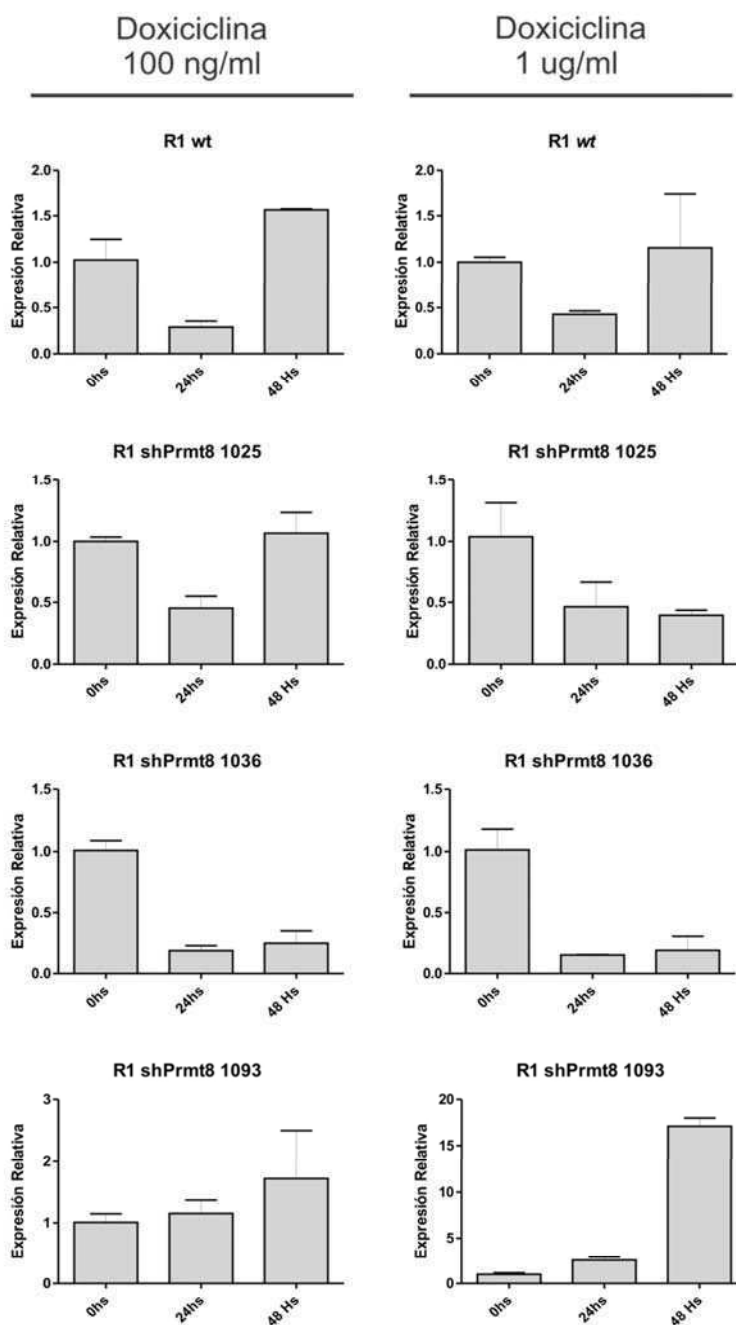 Doxiciclina
100 ng/ml
Doxiciclina
1 ug/ml
R1 wt
Expresión Relativa
2.0
1.5
1.0
0.5
0.0
0hs
24hs
48 Hs
R1 wt
Expresión Relativa
2.0
1.5
1.0
0.5
0.0
0hs
24hs
48 Hs
R1 shPrmt8 1025
Expresión Relativa
1.5
1.0
0.5
0.0
0hs
24hs
48 Hs
R1 shPrmt8 1025
Expresión Relativa
1.5
1.0
0.5
0.0
0hs
24hs
48 Hs
R1 shPrmt8 1036
Expresión Relativa
1.5
1.0
0.5
0.0
0hs
24hs
48 Hs
R1 shPrmt8 1036
Expresión Relativa
1.5
1.0
0.5
0.0
0hs
24hs
48 Hs
R1 shPrmt8 1093
Expresión Relativa
3
2
1
0
0hs
24hs
48 Hs
R1 shPrmt8 1093
Expresión Relativa
20
15
10
5
0
0hs
24hs
48 Hs